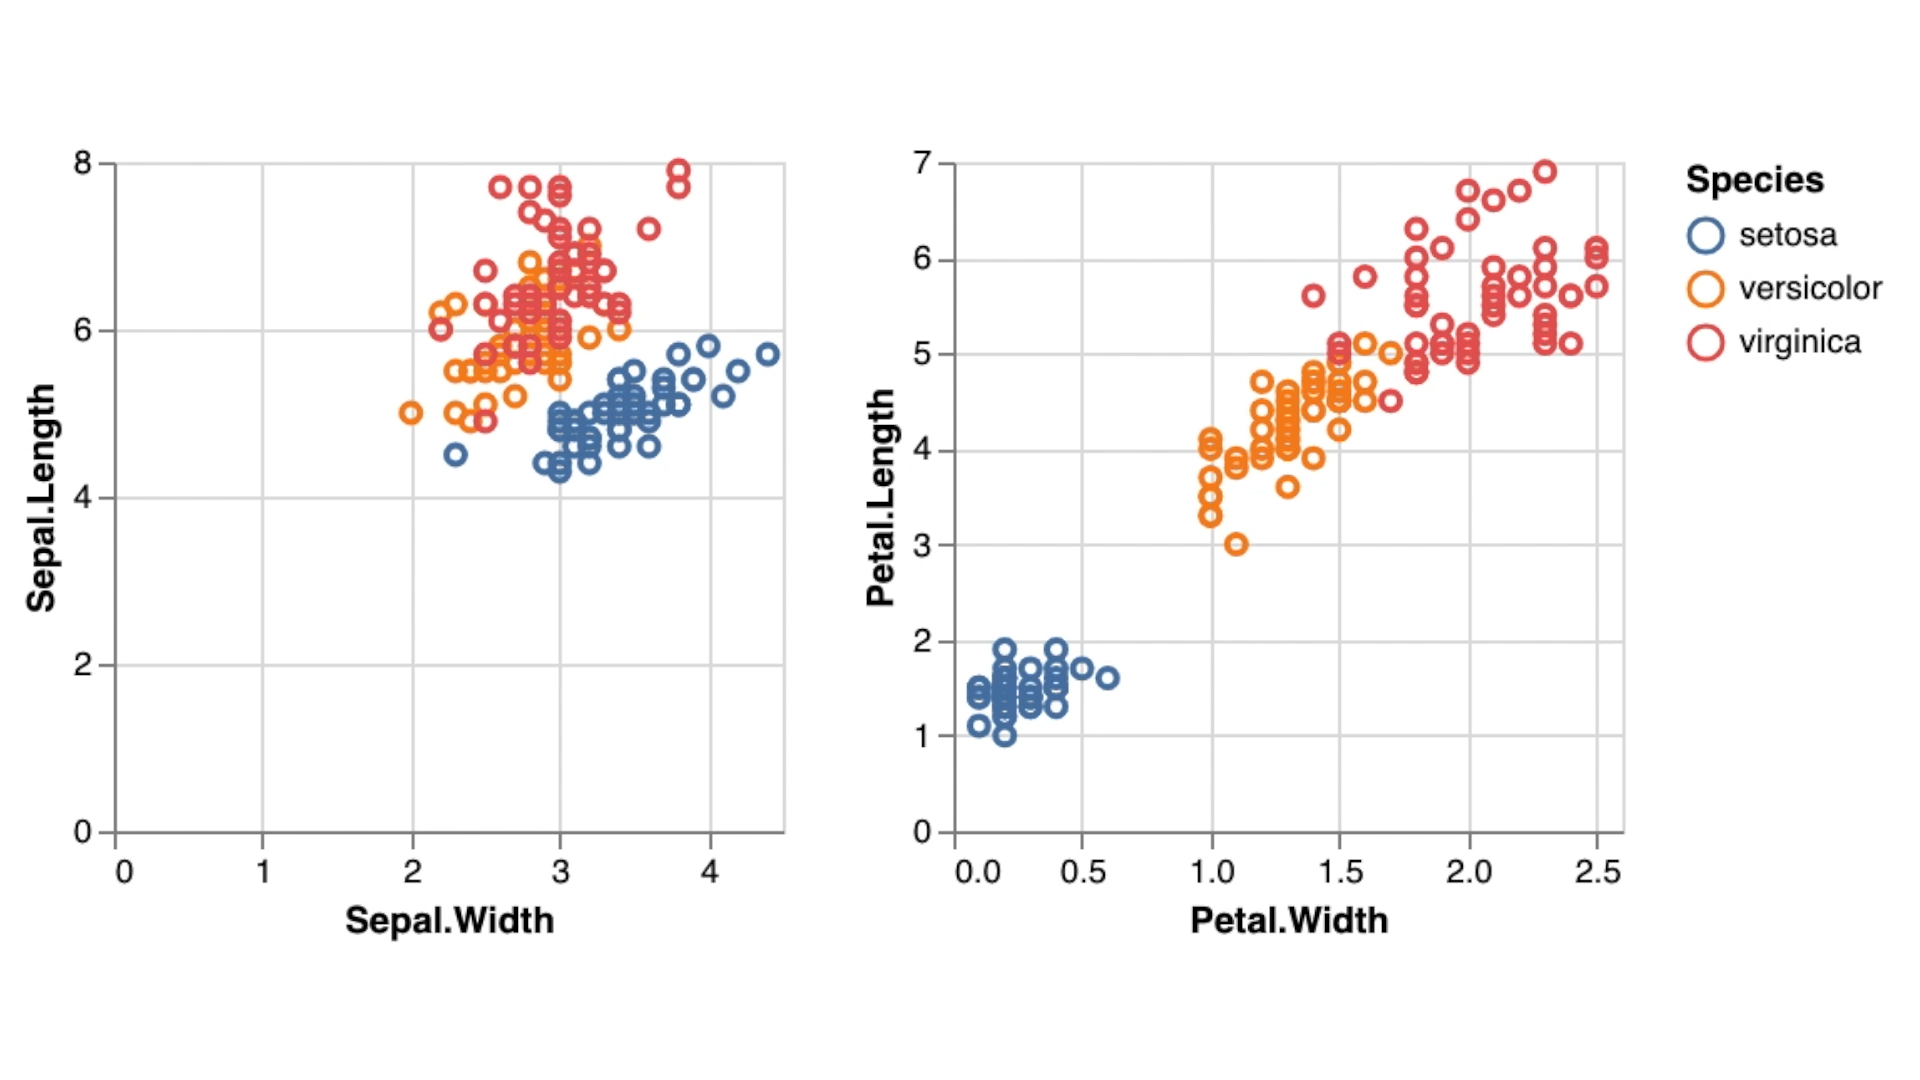 8
6
4
2
0
0 1 2 3 4
Sepal.Length
Sepal.Width
7
6
5
4
3
2
1
0
0.0 0.5 1.0 1.5 2.0 2.5
Petal.Length
Petal.Width
Species
setosa
versicolor
virginica